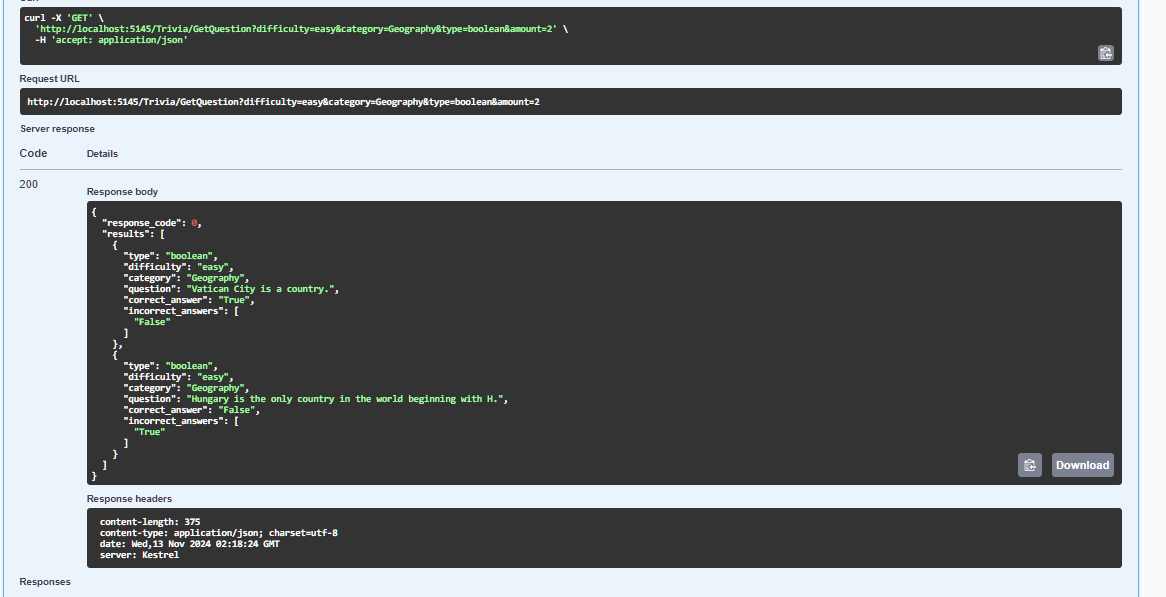 curl -X 'GET' \
'http://localhost:5145/Trivia/GetQuestion?difficulty=easy&category=Geography&type=boolean&amount=2' \
-H 'accept: application/json'
Request URL
http://localhost:5145/Trivia/GetQuestion?difficulty=easy&category=Geography&type=boolean&amount=2
Server response
Code Details
200
Response body
{
"response_code": 0,
"results": [
{
"type": "boolean",
"difficulty": "easy",
"category": "Geography",
"question": "Vatican City is a country.",
"correct_answer": "True",
"incorrect_answers": [
"False"
]
},
{
"type": "boolean",
"difficulty": "easy",
"category": "Geography",
"question": "Hungary is the only country in the world beginning with H.",
"correct_answer": "False",
"incorrect_answers": [
"True"
]
}
]
}
Download
Response headers
content-length: 375
content-type: application/json; charset=utf-8
date: Wed,13 Nov 2024 02:18:24 GMT
server: Kestrel
Responses